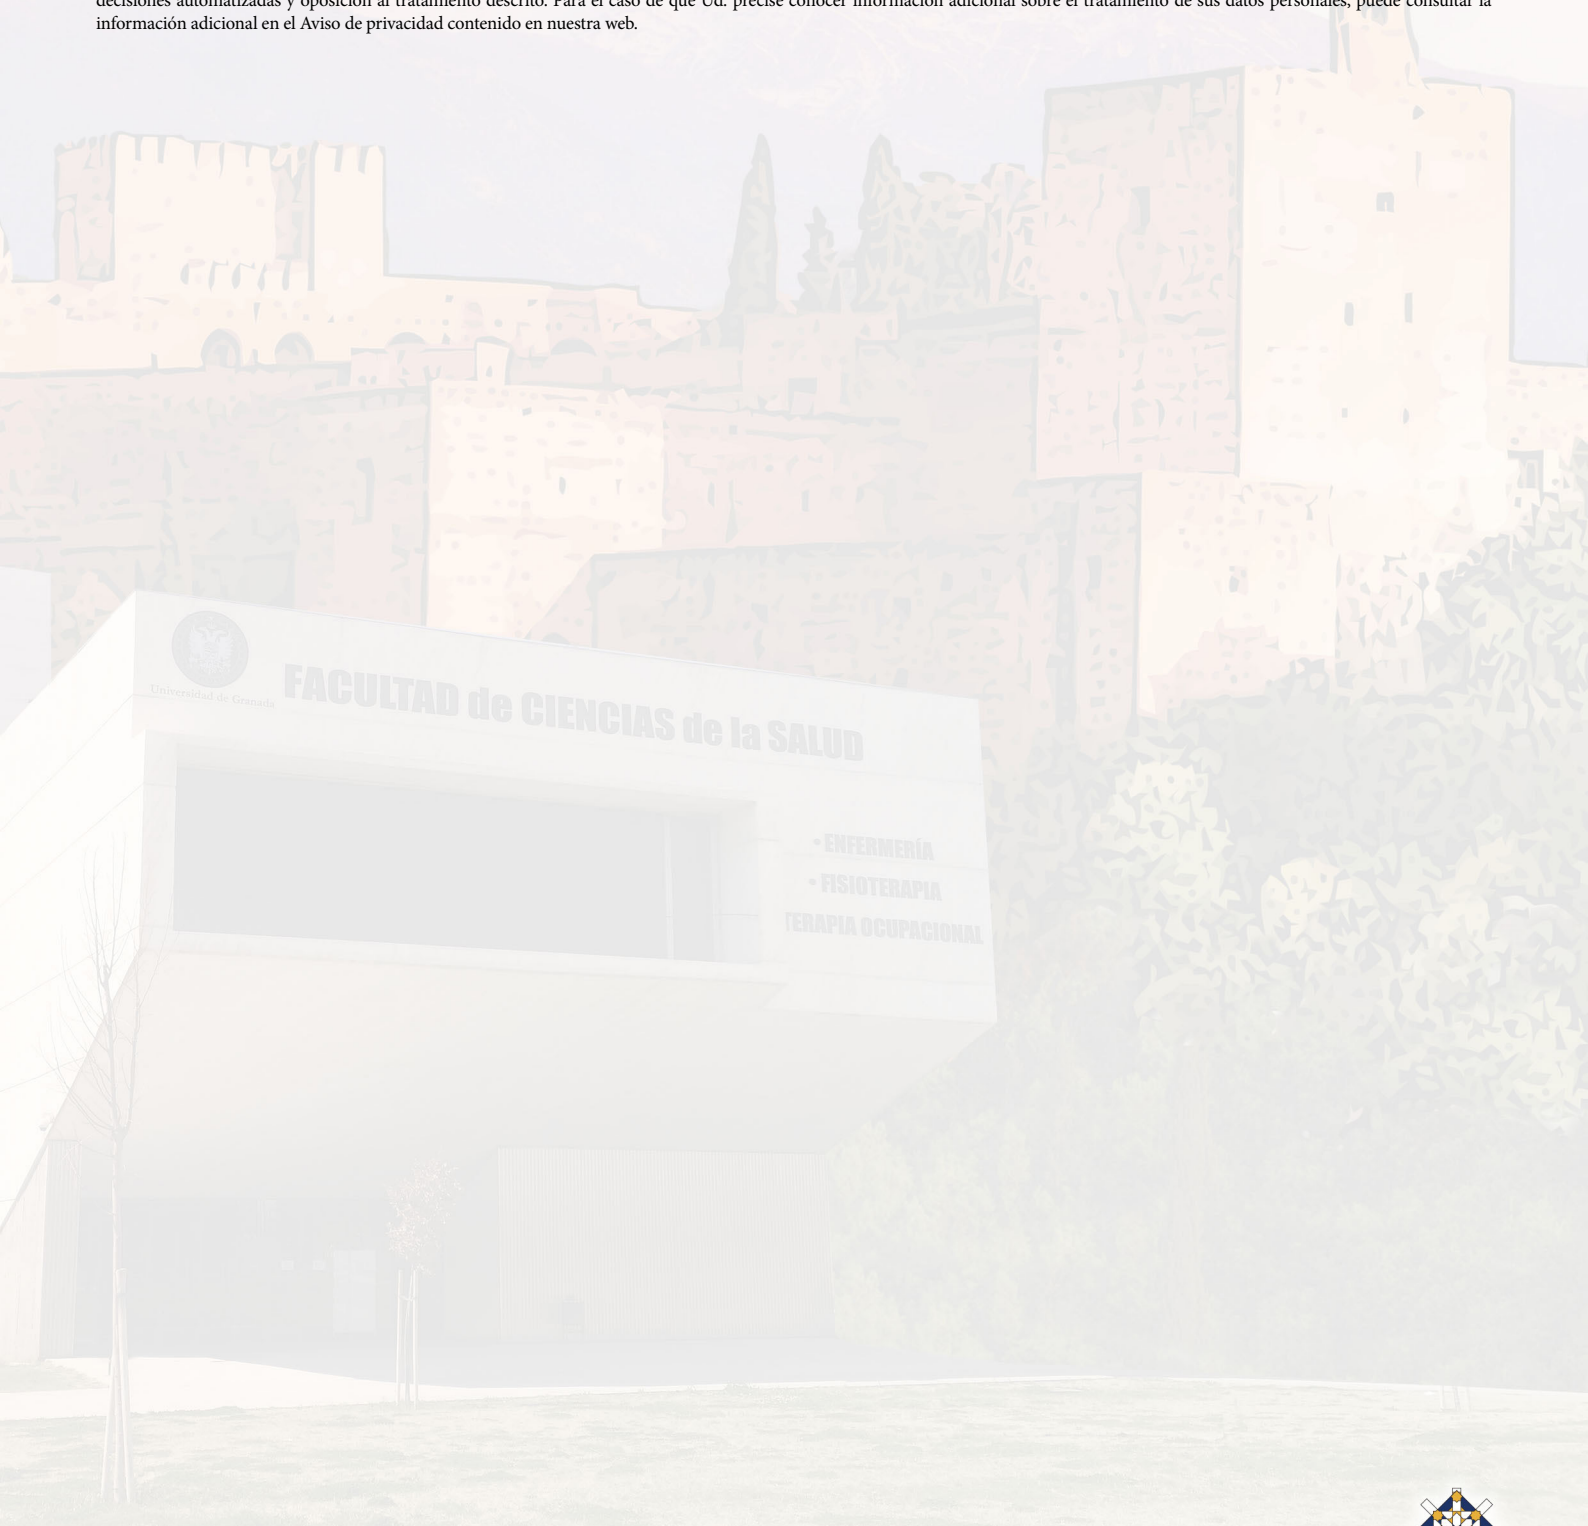 decisiones automatizadas y oposición al tratamiento descrito. Para el caso de que Ud. precise conocer información adicional sobre el tratamiento de sus datos personales, puede consultar la
información adicional en el Aviso de privacidad contenido en nuestra web.
Universidad de Granada
FACULTAD de CIENCIAS de la SALUD
• ENFERMERÍA
• FISIOTERAPIA
TERAPIA OCUPACIONAL